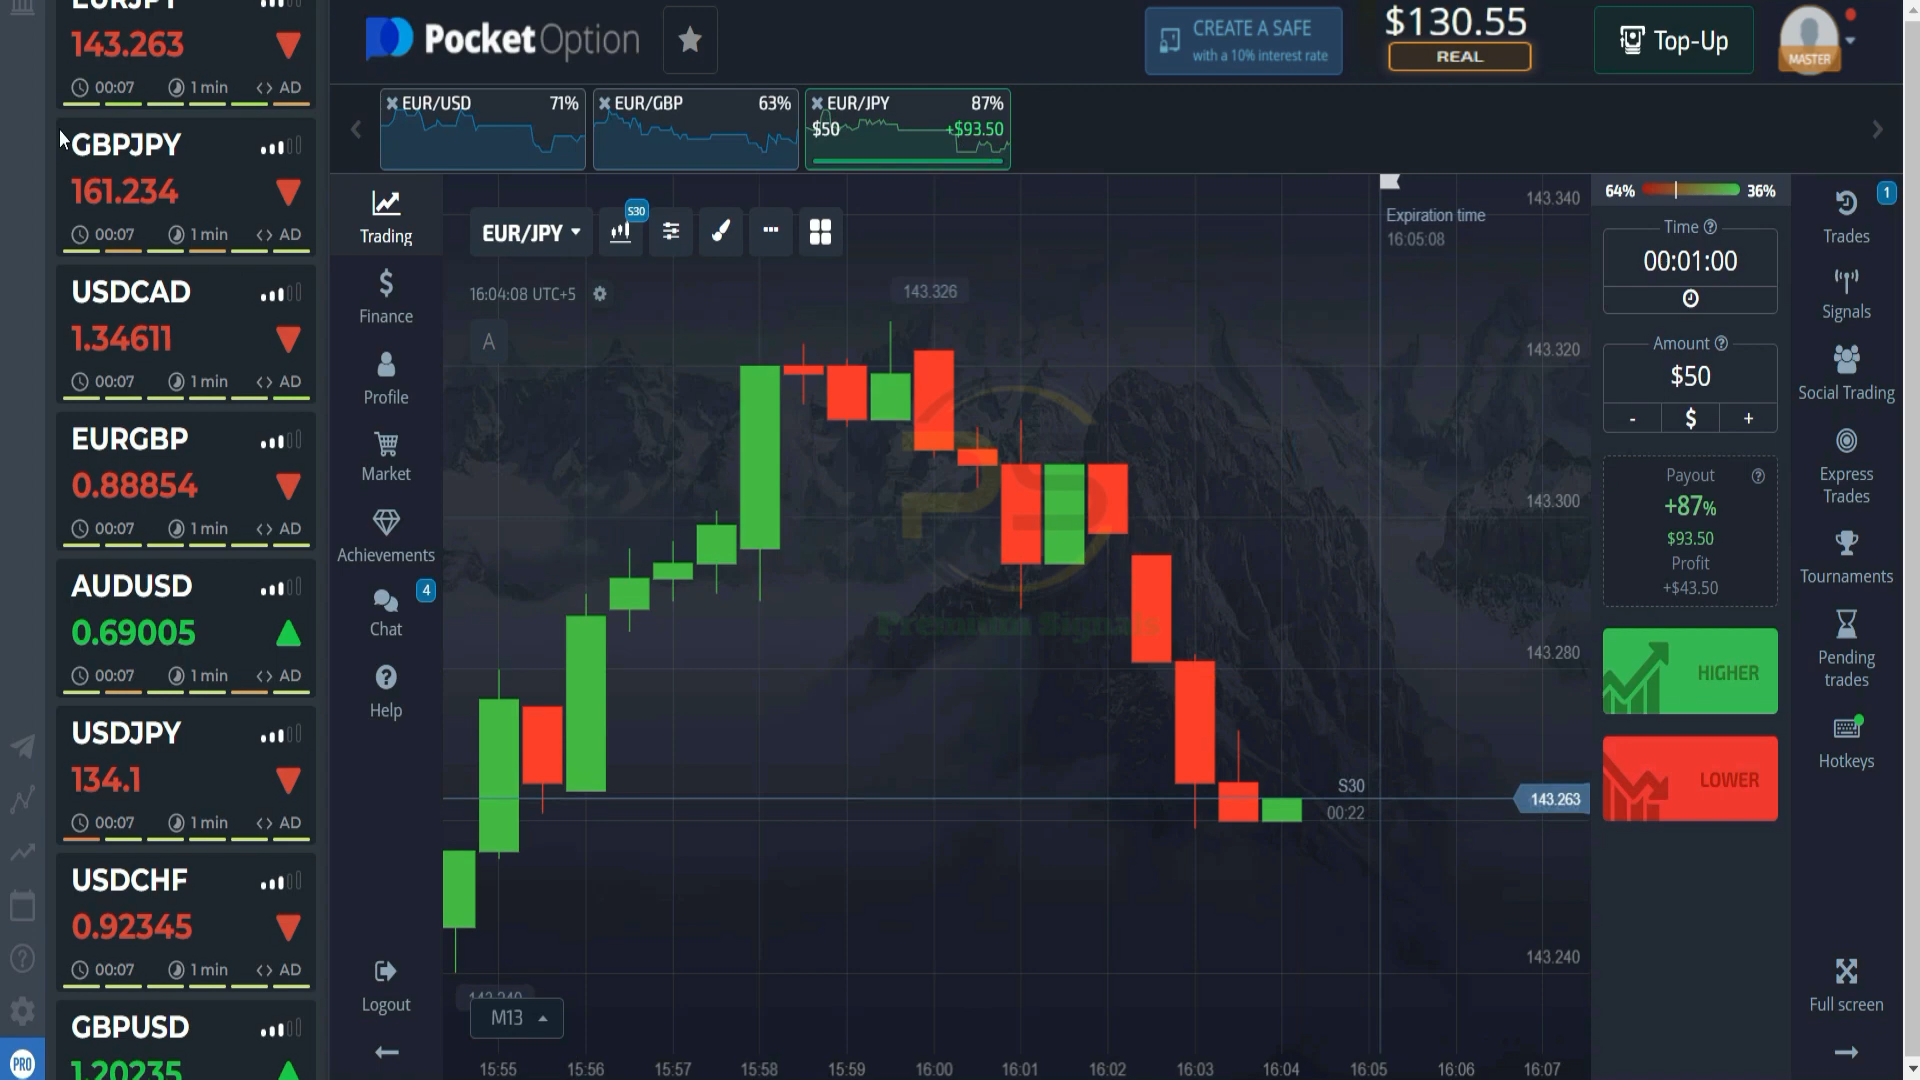 EURJPY
143.263
00:07 1 min <> AD
GBPJPY
161.234
00:07 1 min <> AD
USDCAD
1.34611
00:07 1 min <> AD
EURGBP
0.88854
00:07 1 min <> AD
AUDUSD
0.69005
00:07 1 min <> AD
USDJPY
134.1
00:07 1 min <> AD
USDCHF
0.92345
00:07 1 min <> AD
GBPUSD
1.20235
PRO
PocketOption
CREATE A SAFE
with a 10% interest rate
$130.55
REAL
Top-Up
MASTER
EUR/USD 71%
EUR/GBP 63%
EUR/JPY 87%
$50 +$93.50
Trading
Finance
Profile
Market
Achievements
4
Chat
Help
Logout
EUR/JPY
S30
16:04:08 UTC+5
A
143.326
Expiration time
16:05:08
143.340
143.320
143.300
143.280
143.263
143.240
S30
00:22
PS
Premium Signals
143.240
M13
15:55 15:56 15:57 15:58 15:59 16:00 16:01 16:02 16:03 16:04 16:05 16:06 16:07
64% 36%
Time
00:01:00
Amount
$50
- $ +
Payout
+87%
$93.50
Profit
+$43.50
HIGHER
LOWER
1
Trades
Signals
Social Trading
Express
Trades
Tournaments
Pending
trades
Hotkeys
Full screen